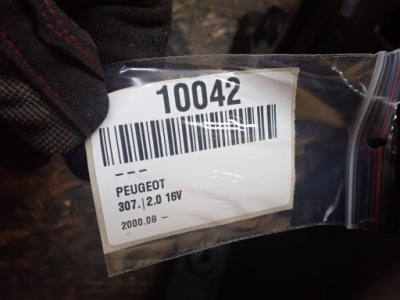 10042
– – –
PEUGEOT
307. | 2.0 16V
2000.08 –